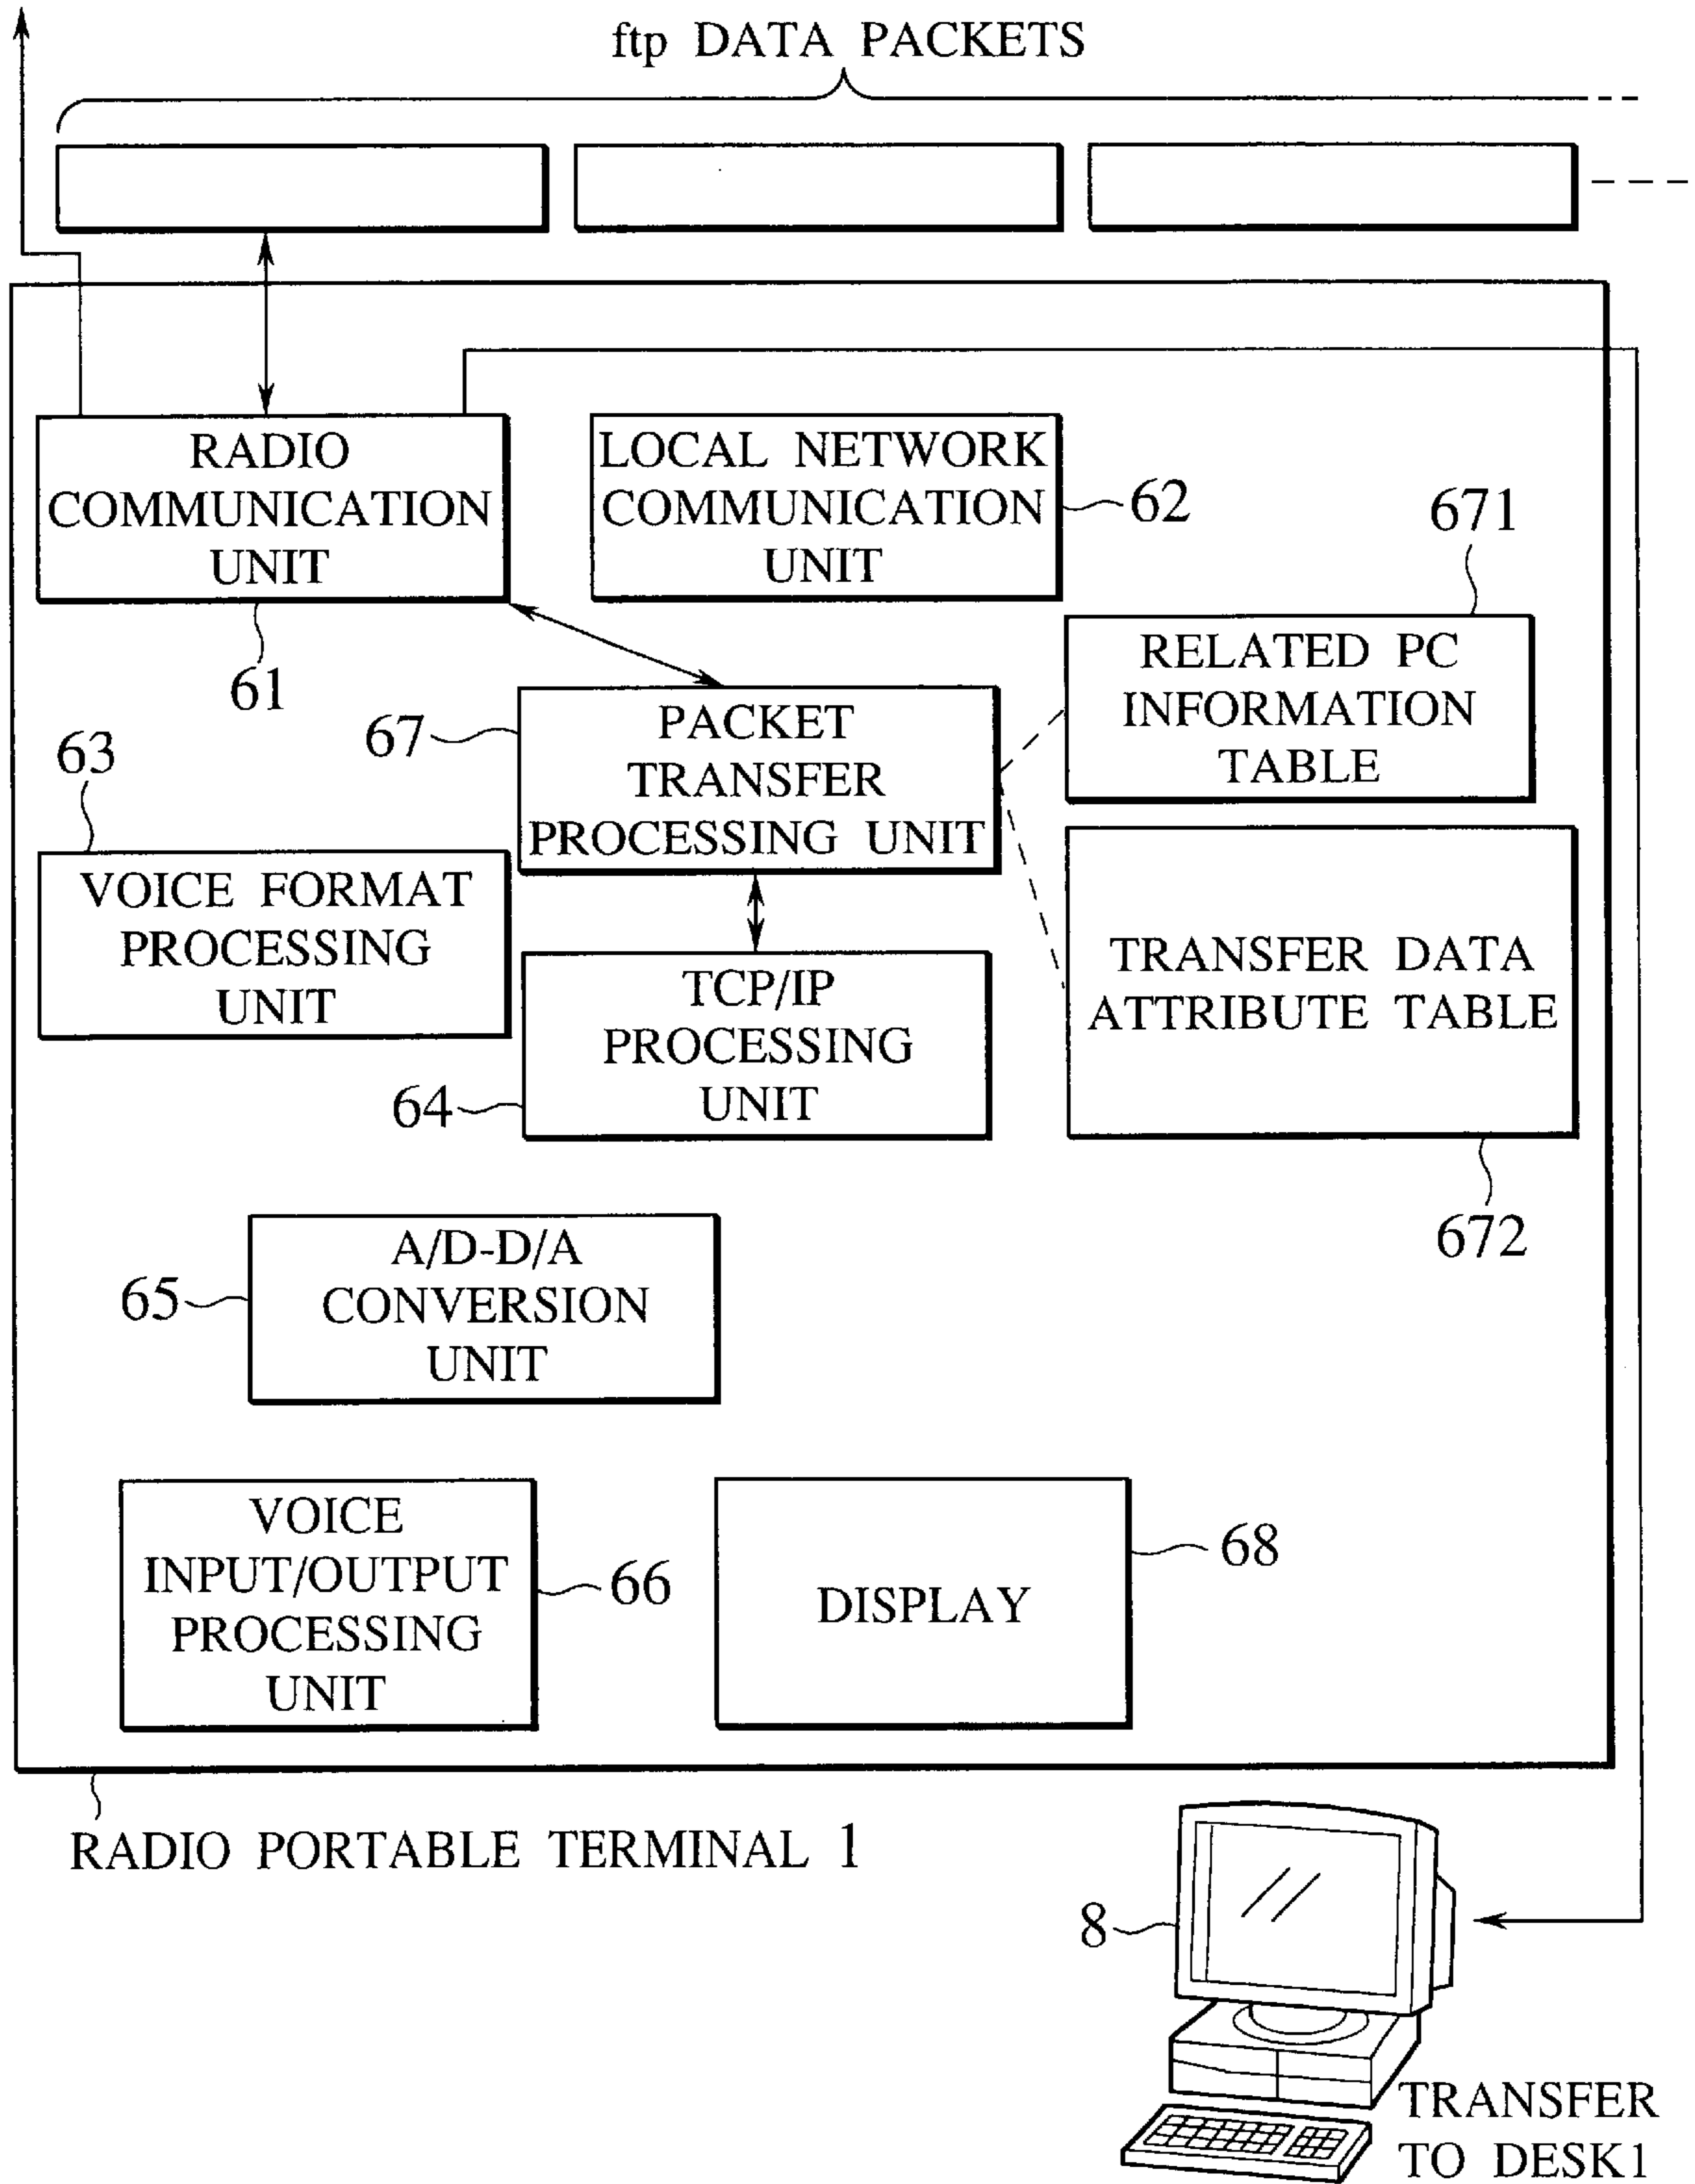 ftp DATA PACKETS
RADIO
COMMUNICATION
UNIT
61
LOCAL NETWORK
COMMUNICATION
UNIT
62
671
RELATED PC
INFORMATION
TABLE
67
PACKET
TRANSFER
PROCESSING UNIT
63
VOICE FORMAT
PROCESSING
UNIT
TCP/IP
PROCESSING
UNIT
64
TRANSFER DATA
ATTRIBUTE TABLE
672
A/D-D/A
CONVERSION
UNIT
65
VOICE
INPUT/OUTPUT
PROCESSING
UNIT
66
DISPLAY
68
RADIO PORTABLE TERMINAL 1
8
TRANSFER
TO DESK1